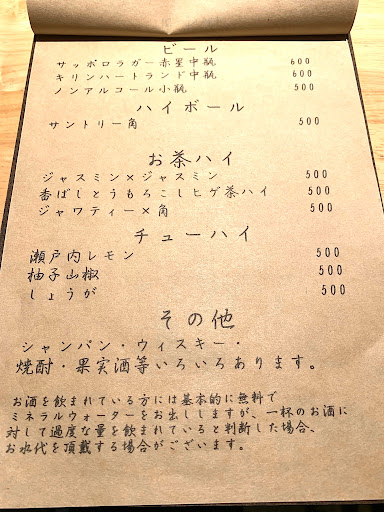 ビール
サッポロラガー赤星中瓶 600
キリンハートランド中瓶 600
ノンアルコール小瓶 500
ハイボール
サントリー角 500
お茶ハイ
ジャスミン×ジャスミン 500
香ばしとうもろこしヒゲ茶ハイ 500
ジャワティー×角 500
チューハイ
瀬戸内レモン 500
柚子山椒 500
しょうが 500
その他
シャンパン・ウィスキー・
焼酎・果実酒等いろいろあります。
お酒を飲まれている方には基本的に無料で
ミネラルウォーターをお出ししますが、一杯のお酒に
対して過度な量を飲まれていると判断した場合、
お水代を頂戴する場合がございます。